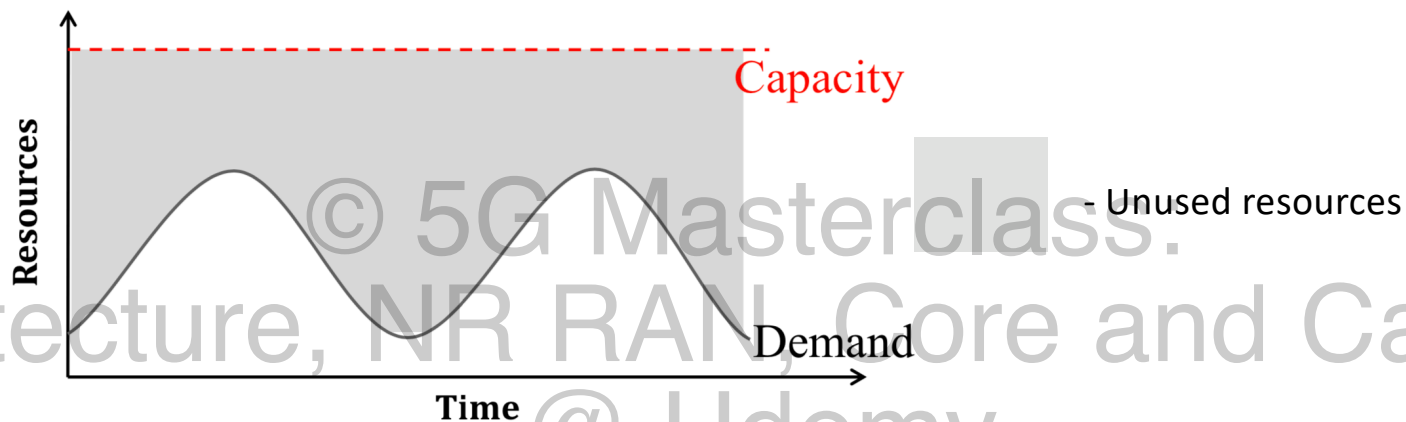 Capacity
Resources
- Unused resources
© 5G Masterclass.
tecture, NR RAN, Core and Ca
Demand
Time
@ Udemy